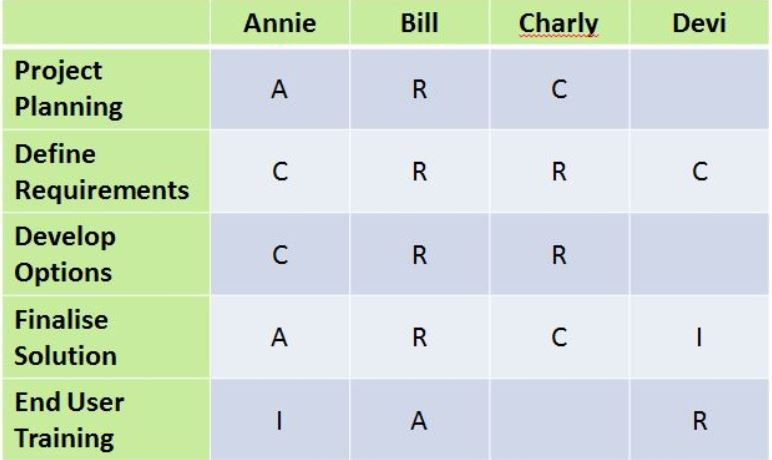 Annie Bill Charly Devi
Project
Planning
A R C
Define
Requirements
C R R C
Develop
Options
C R R
Finalise
Solution
A R C I
End User
Training
I A R